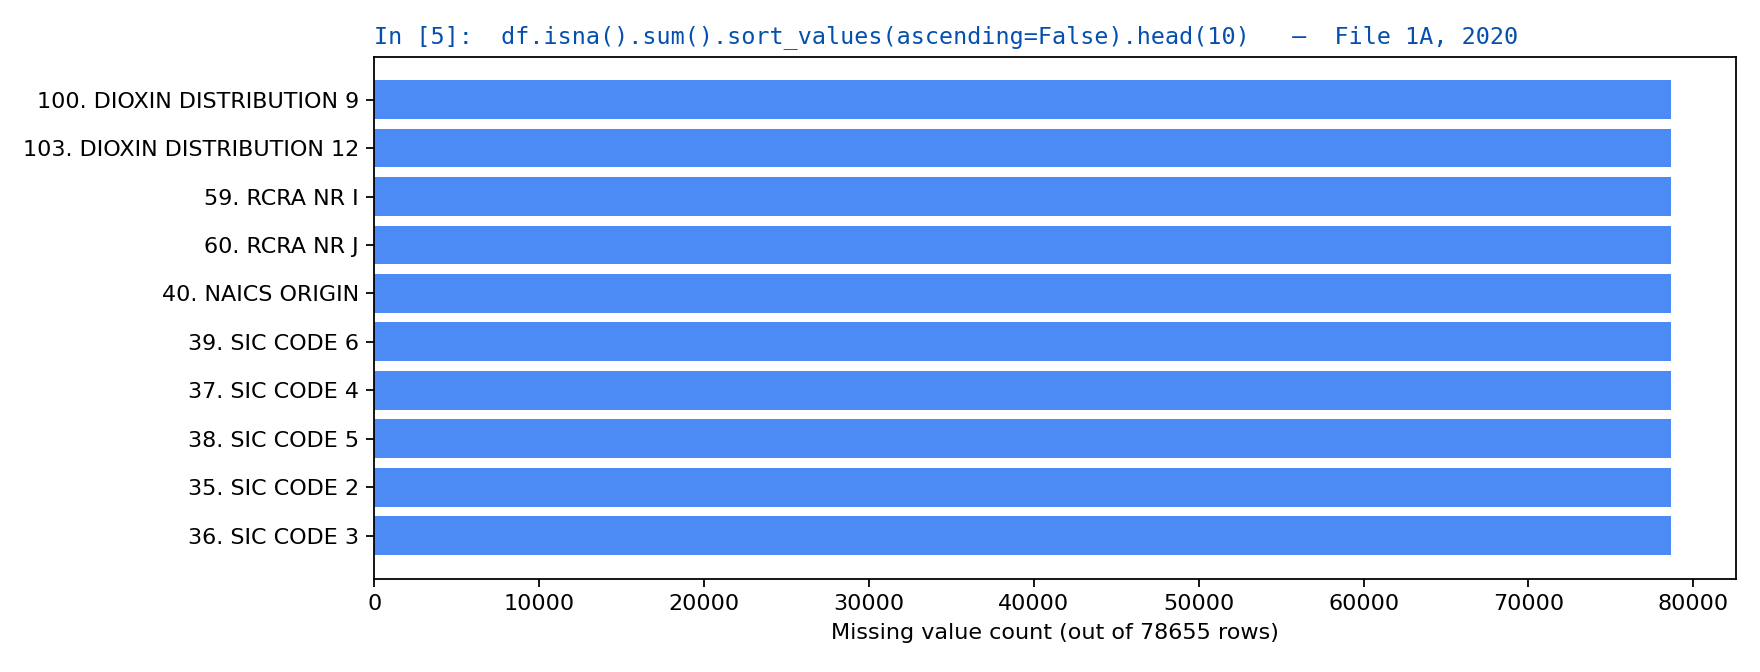 In [5]:  df.isna().sum().sort_values(ascending=False).head(10)   —  File 1A, 2020
100. DIOXIN DISTRIBUTION 9
103. DIOXIN DISTRIBUTION 12
59. RCRA NR I
60. RCRA NR J
40. NAICS ORIGIN
39. SIC CODE 6
37. SIC CODE 4
38. SIC CODE 5
35. SIC CODE 2
36. SIC CODE 3
0 10000 20000 30000 40000 50000 60000 70000 80000
Missing value count (out of 78655 rows)